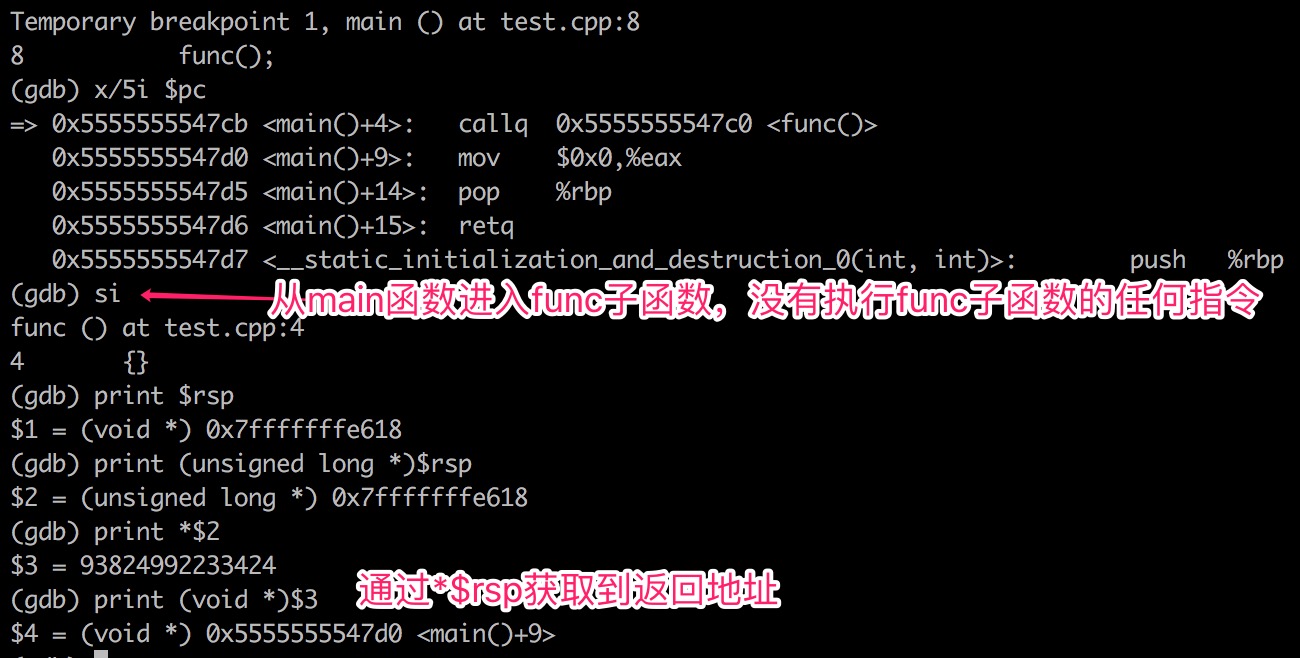 Temporary breakpoint 1, main () at test.cpp:8
8 func();
(gdb) x/5i $pc
=> 0x5555555547cb <main()+4>: callq 0x5555555547c0 <func()>
0x5555555547d0 <main()+9>: mov $0x0,%eax
0x5555555547d5 <main()+14>: pop %rbp
0x5555555547d6 <main()+15>: retq
0x5555555547d7 <__static_initialization_and_destruction_0(int, int)>: push %rbp
(gdb) si 从main函数进入func子函数，没有执行func子函数的任何指令
func () at test.cpp:4
4 {}
(gdb) print $rsp
$1 = (void *) 0x7fffffffe618
(gdb) print (unsigned long *)$rsp
$2 = (unsigned long *) 0x7fffffffe618
(gdb) print *$2
$3 = 93824992233424
(gdb) print (void *)$3 通过*$rsp获取到返回地址
$4 = (void *) 0x5555555547d0 <main()+9>